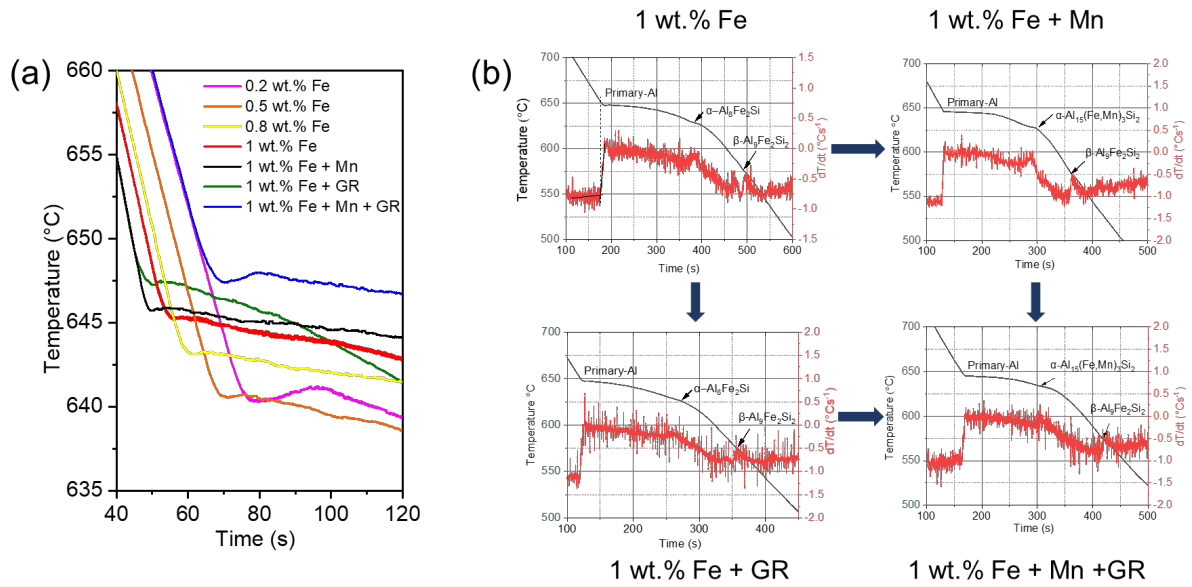 (a)
660
655
650
645
640
635
40
60
80
100
120
Temperature (°C)
Time (s)
0.2 wt.% Fe
0.5 wt.% Fe
0.8 wt.% Fe
1 wt.% Fe
1 wt.% Fe + Mn
1 wt.% Fe + GR
1 wt.% Fe + Mn + GR
(b)
1 wt.% Fe
700
650
600
550
500
Temperature (°C)
100
200
300
400
500
600
Time (s)
1.5
1.0
0.5
0.0
-0.5
-1.0
-1.5
dT/dt (°Cs⁻¹)
Primary-Al
α–Al₈Fe₂Si
β-Al₉Fe₂Si₂
1 wt.% Fe + Mn
700
650
600
550
500
Temperature °C
100
200
300
400
500
Time (s)
2.0
1.5
1.0
0.5
0.0
-0.5
-1.0
-1.5
-2.0
dT/dt (°Cs⁻¹)
Primary-Al
α-Al₁₅(Fe,Mn)₃Si₂
β-Al₉Fe₂Si₂
700
650
600
550
500
Temperature °C
100
200
300
400
Time (s)
2.0
1.5
1.0
0.5
0.0
-0.5
-1.0
-1.5
-2.0
dT/dt (°Cs⁻¹)
Primary-Al
α–Al₈Fe₂Si
β-Al₉Fe₂Si₂
1 wt.% Fe + GR
700
650
600
550
500
Temperature °C
100
200
300
400
500
Time (s)
2.0
1.5
1.0
0.5
0.0
-0.5
-1.0
-1.5
-2.0
dT/dt (°Cs⁻¹)
Primary-Al
α-Al₁₅(Fe,Mn)₃Si₂
β-Al₉Fe₂Si₂
1 wt.% Fe + Mn +GR